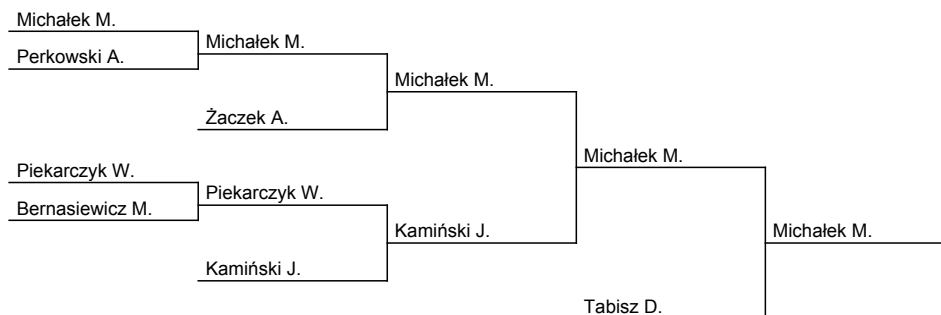 Michałek M.
Perkowski A.
Michałek M.
Żaczek A.
Michałek M.
Piekarczyk W.
Bernasiewicz M.
Piekarczyk W.
Kamiński J.
Kamiński J.
Michałek M.
Tabisz D.
Michałek M.